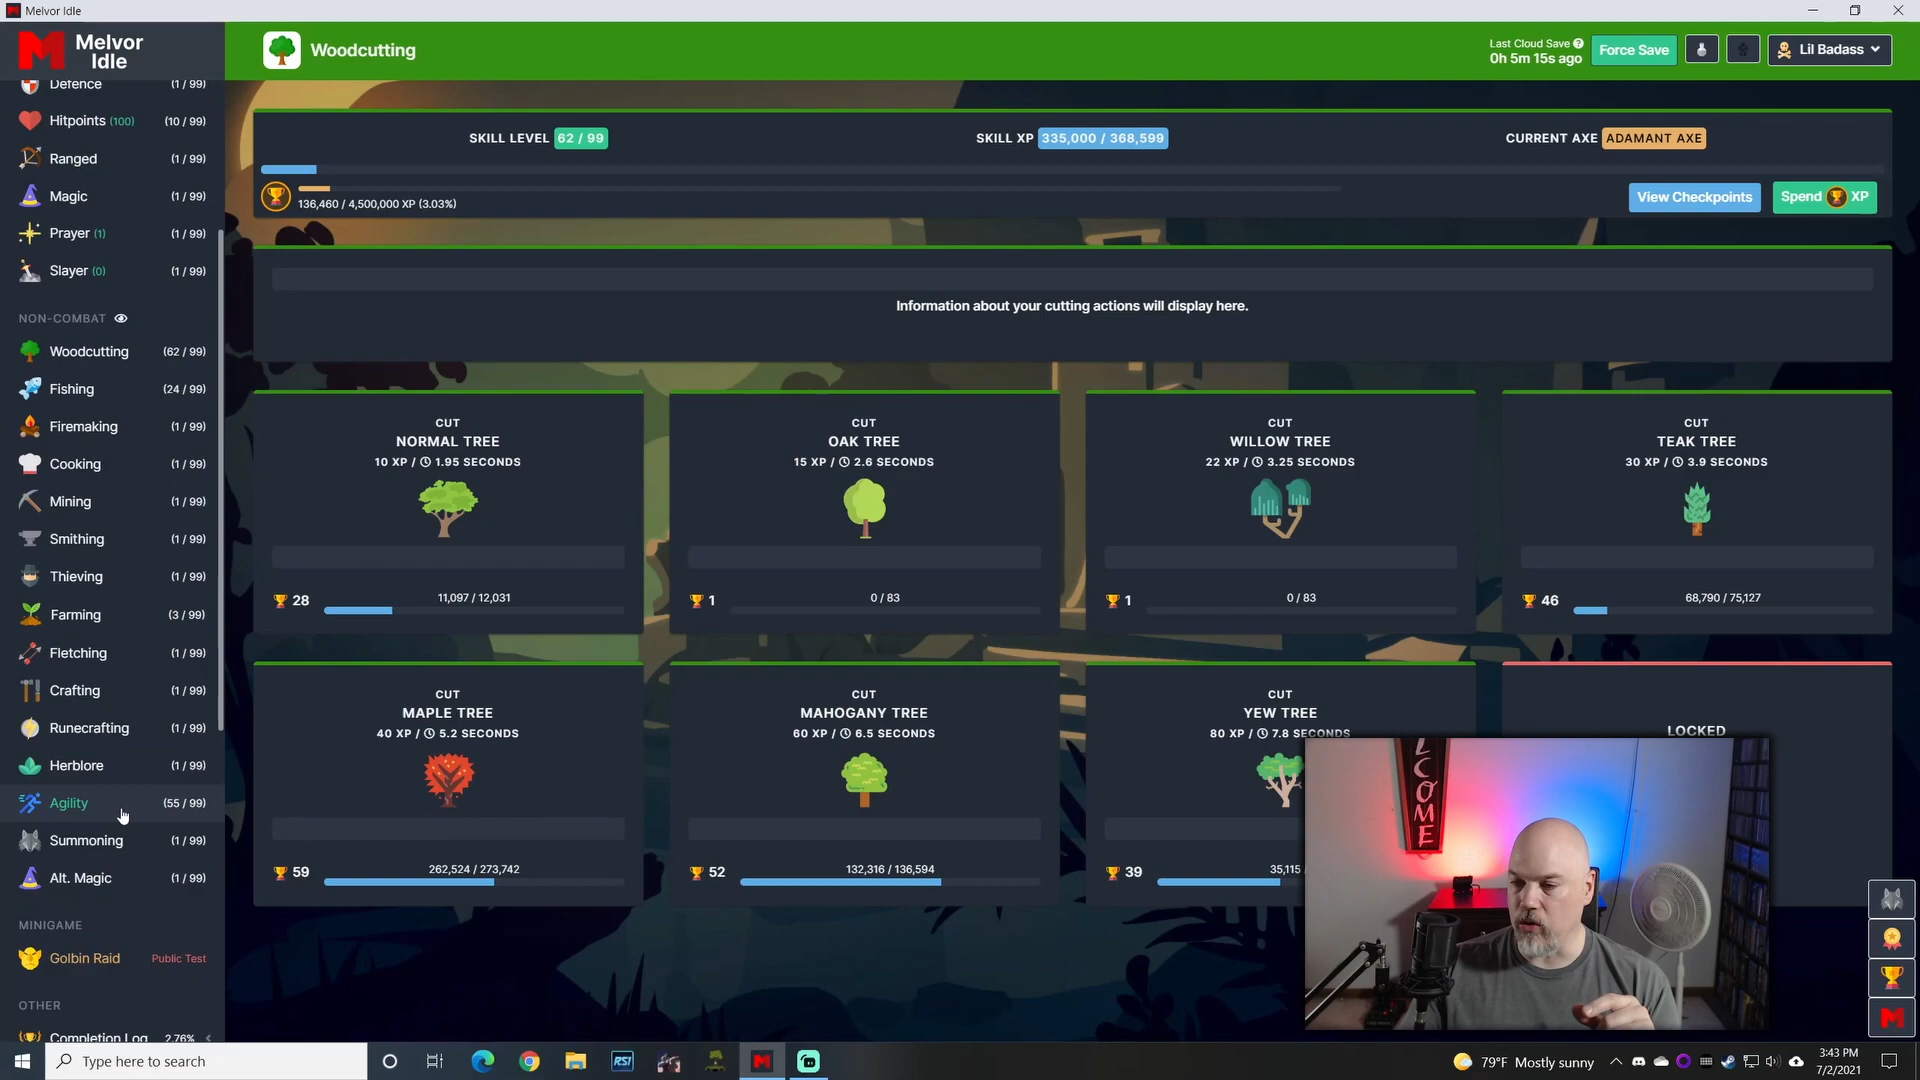 Melvor Idle
Melvor
Idle
Woodcutting
Last Cloud Save
0h 5m 15s ago
Force Save
Lil Badass
Defence (1 / 99)
Hitpoints (100) (10 / 99)
Ranged (1 / 99)
Magic (1 / 99)
Prayer (1) (1 / 99)
Slayer (0) (1 / 99)
NON-COMBAT
Woodcutting (62 / 99)
Fishing (24 / 99)
Firemaking (1 / 99)
Cooking (1 / 99)
Mining (1 / 99)
Smithing (1 / 99)
Thieving (1 / 99)
Farming (3 / 99)
Fletching (1 / 99)
Crafting (1 / 99)
Runecrafting (1 / 99)
Herblore (1 / 99)
Agility (55 / 99)
Summoning (1 / 99)
Alt. Magic (1 / 99)
MINIGAME
Golbin Raid Public Test
OTHER
Completion Log 2.76%
SKILL LEVEL 62 / 99
SKILL XP 335,000 / 368,599
CURRENT AXE ADAMANT AXE
136,460 / 4,500,000 XP (3.03%)
View Checkpoints
Spend XP
Information about your cutting actions will display here.
CUT
NORMAL TREE
10 XP / 1.95 SECONDS
28 11,097 / 12,031
CUT
OAK TREE
15 XP / 2.6 SECONDS
1 0 / 83
CUT
WILLOW TREE
22 XP / 3.25 SECONDS
1 0 / 83
CUT
TEAK TREE
30 XP / 3.9 SECONDS
46 68,790 / 75,127
CUT
MAPLE TREE
40 XP / 5.2 SECONDS
59 262,524 / 273,742
CUT
MAHOGANY TREE
60 XP / 6.5 SECONDS
52 132,316 / 136,594
CUT
YEW TREE
80 XP / 7.8 SECONDS
39 35,115
LOCKED
LCOME
Type here to search
RSI
79°F Mostly sunny
3:43 PM
7/2/2021